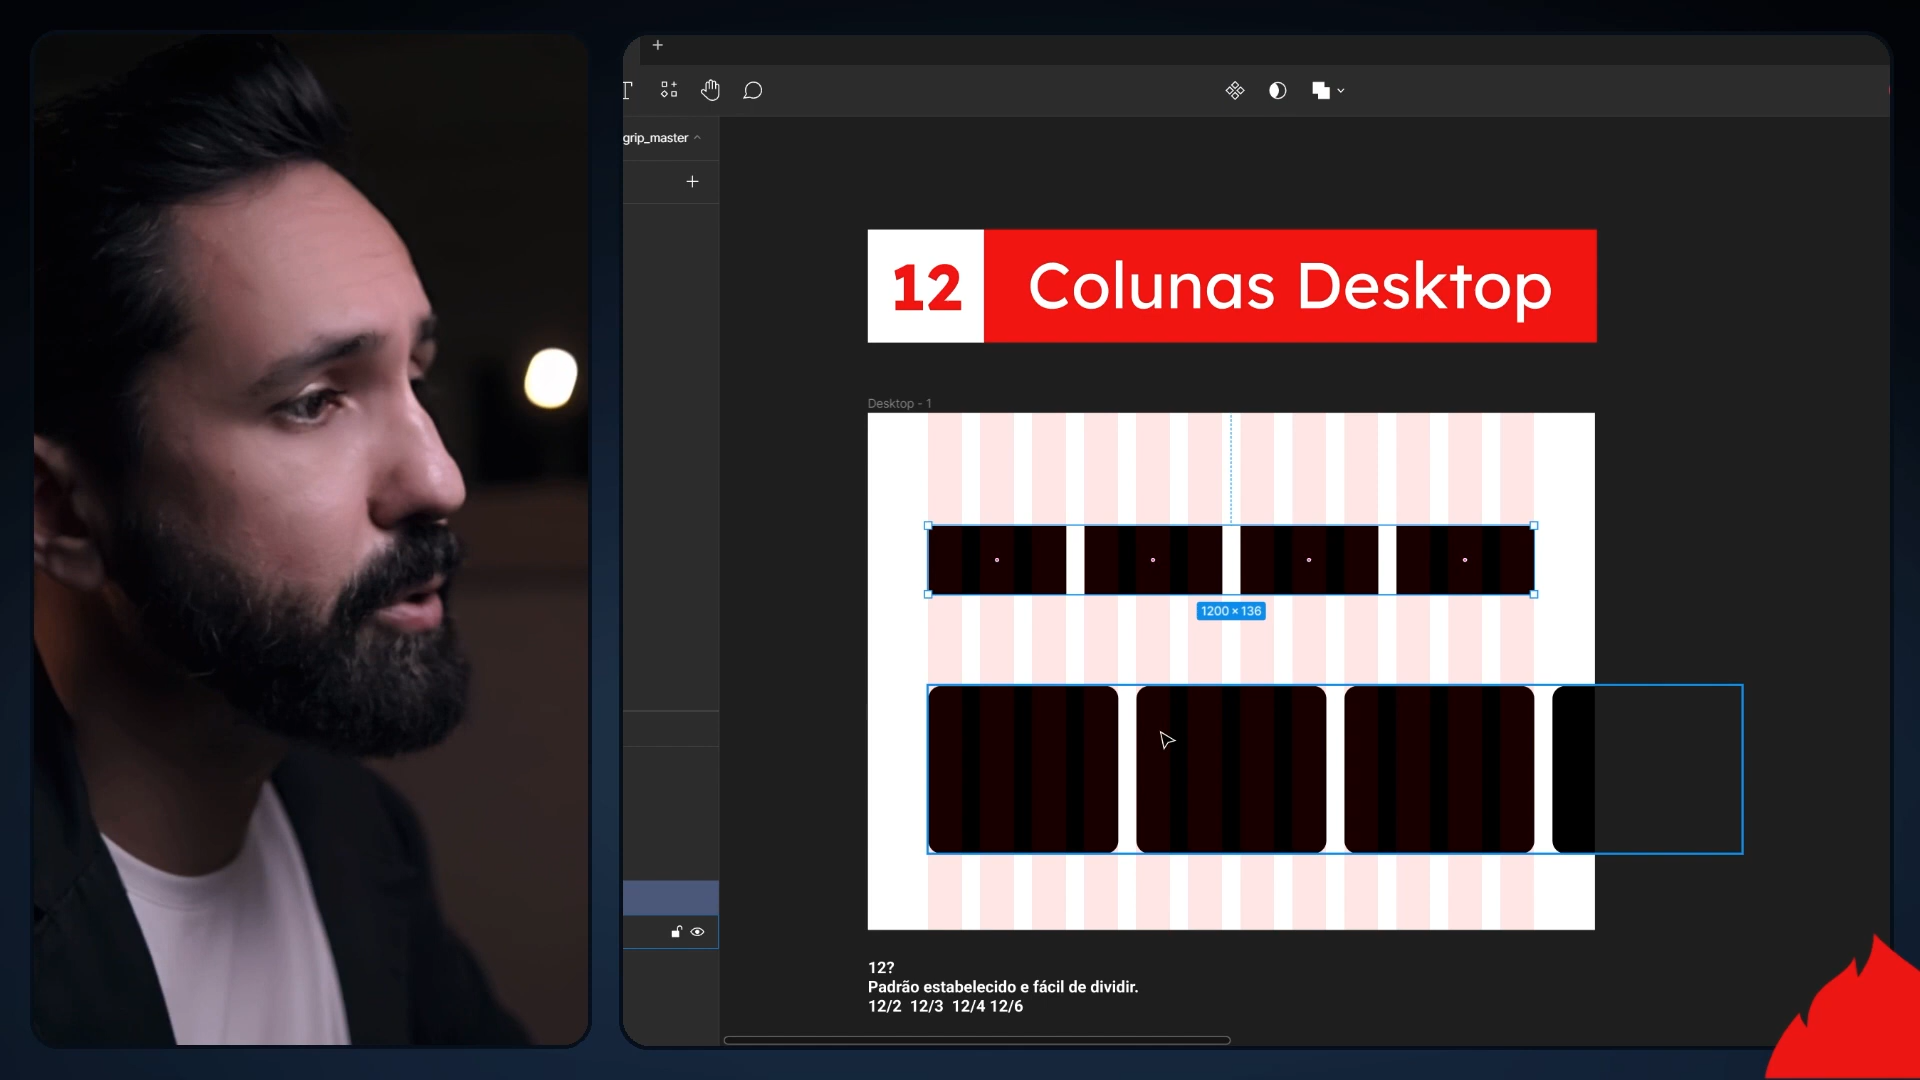 grip_master
12 Colunas Desktop
Desktop - 1
1200 × 136
12?
Padrão estabelecido e fácil de dividir.
12/2 12/3 12/4 12/6